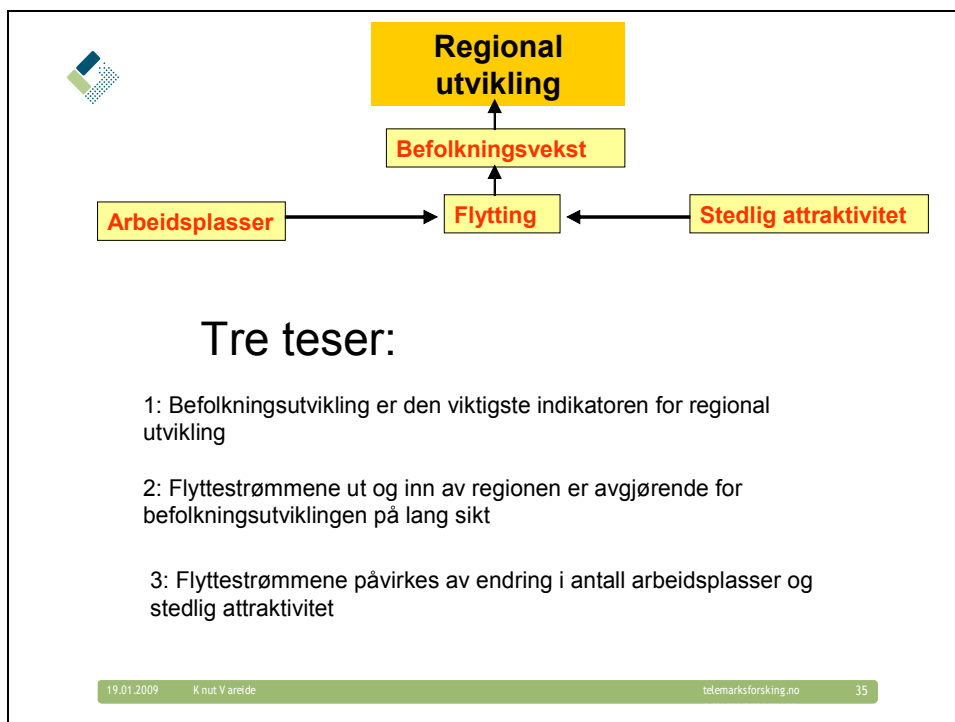 Regional
utvikling
Befolkningsvekst
Arbeidsplasser
Flytting
Stedlig attraktivitet
Tre teser:
1: Befolkningsutvikling er den viktigste indikatoren for regional
utvikling
2: Flyttestrømmene ut og inn av regionen er avgjørende for
befolkningsutviklingen på lang sikt
3: Flyttestrømmene påvirkes av endring i antall arbeidsplasser og
stedlig attraktivitet
19.01.2009 Knut Vareide telemarksforsking.no 35